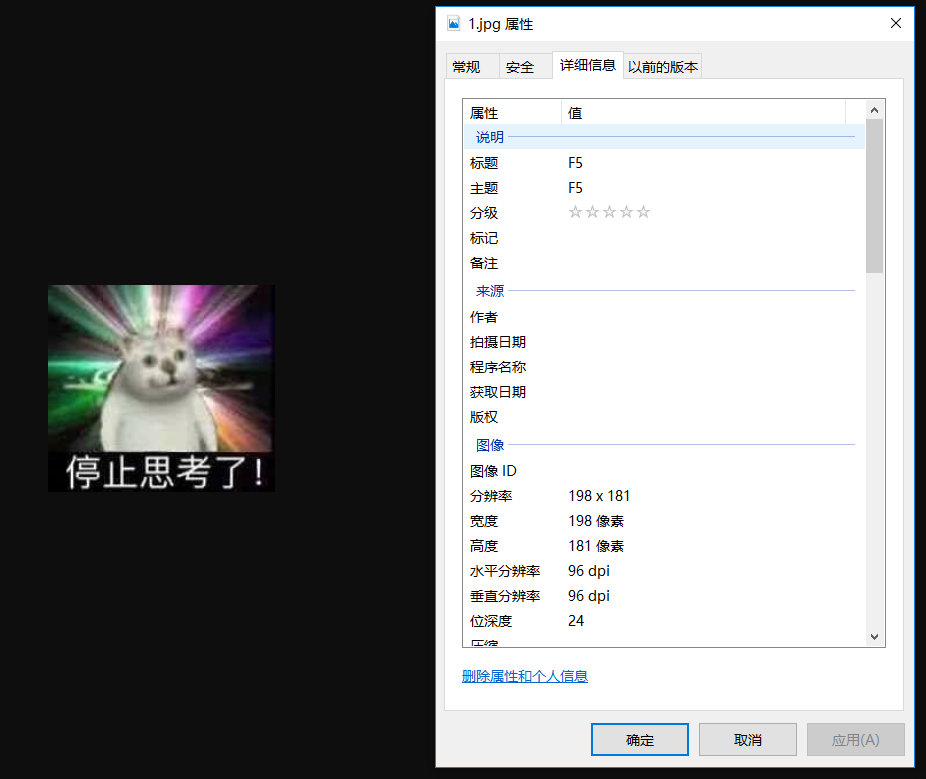 停止思考了!
1.jpg 属性
常规 安全 详细信息 以前的版本
属性 值
说明
标题 F5
主题 F5
分级 ☆☆☆☆☆
标记
备注
来源
作者
拍摄日期
程序名称
获取日期
版权
图像
图像 ID
分辨率 198 x 181
宽度 198 像素
高度 181 像素
水平分辨率 96 dpi
垂直分辨率 96 dpi
位深度 24
删除属性和个人信息
确定 取消 应用(A)